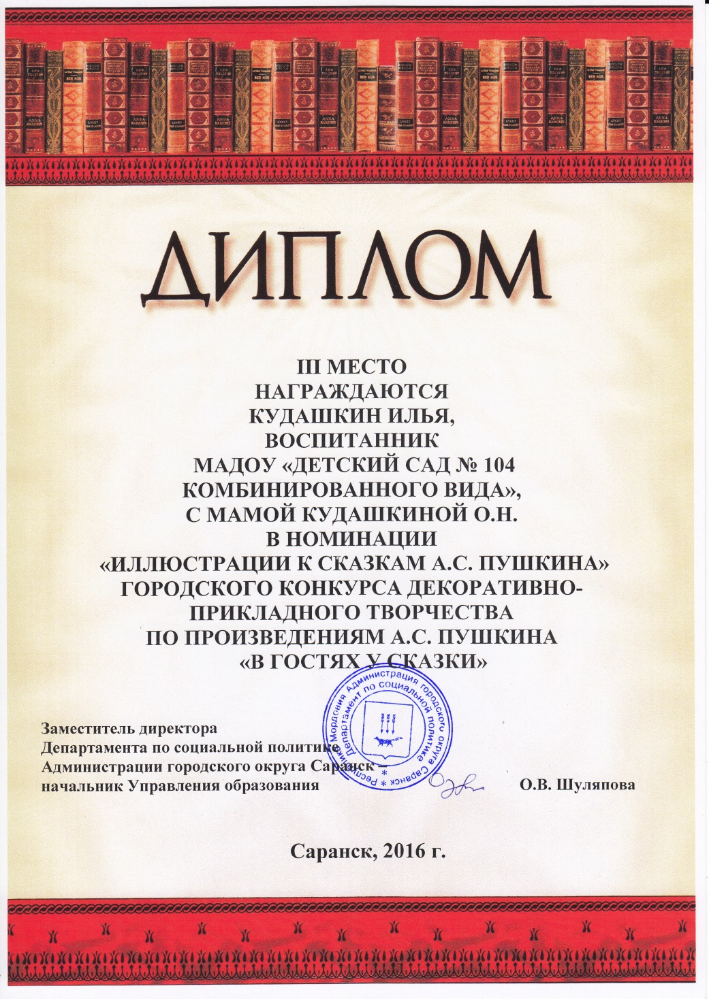 ДИПЛОМ
III МЕСТО
НАГРАЖДАЮТСЯ
КУДАШКИН ИЛЬЯ,
ВОСПИТАННИК
МАДОУ «ДЕТСКИЙ САД № 104
КОМБИНИРОВАННОГО ВИДА»,
С МАМОЙ КУДАШКИНОЙ О.Н.
В НОМИНАЦИИ
«ИЛЛЮСТРАЦИИ К СКАЗКАМ А.С. ПУШКИНА»
ГОРОДСКОГО КОНКУРСА ДЕКОРАТИВНО-
ПРИКЛАДНОГО ТВОРЧЕСТВА
ПО ПРОИЗВЕДЕНИЯМ А.С. ПУШКИНА
«В ГОСТЯХ У СКАЗКИ»
Республика Мордовия Администрация городского округа Саранск
Департамент по социальной политике
Заместитель директора
Департамента по социальной политике
Администрации городского округа Саранск –
начальник Управления образования
О.В. Шуляпова
Саранск, 2016 г.